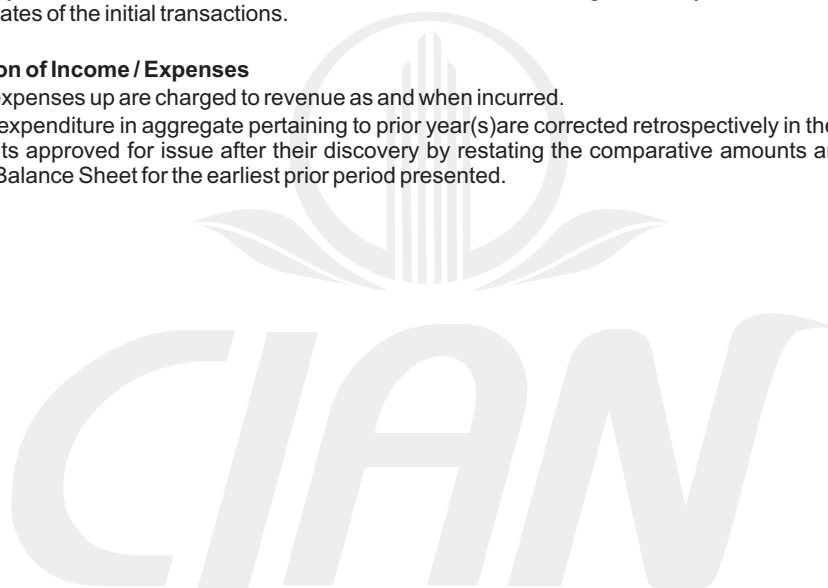 ates of the initial transactions.
on of Income / Expenses
expenses up are charged to revenue as and when incurred.
expenditure in aggregate pertaining to prior year(s)are corrected retrospectively in the
ts approved for issue after their discovery by restating the comparative amounts a
Balance Sheet for the earliest prior period presented.
CIAN